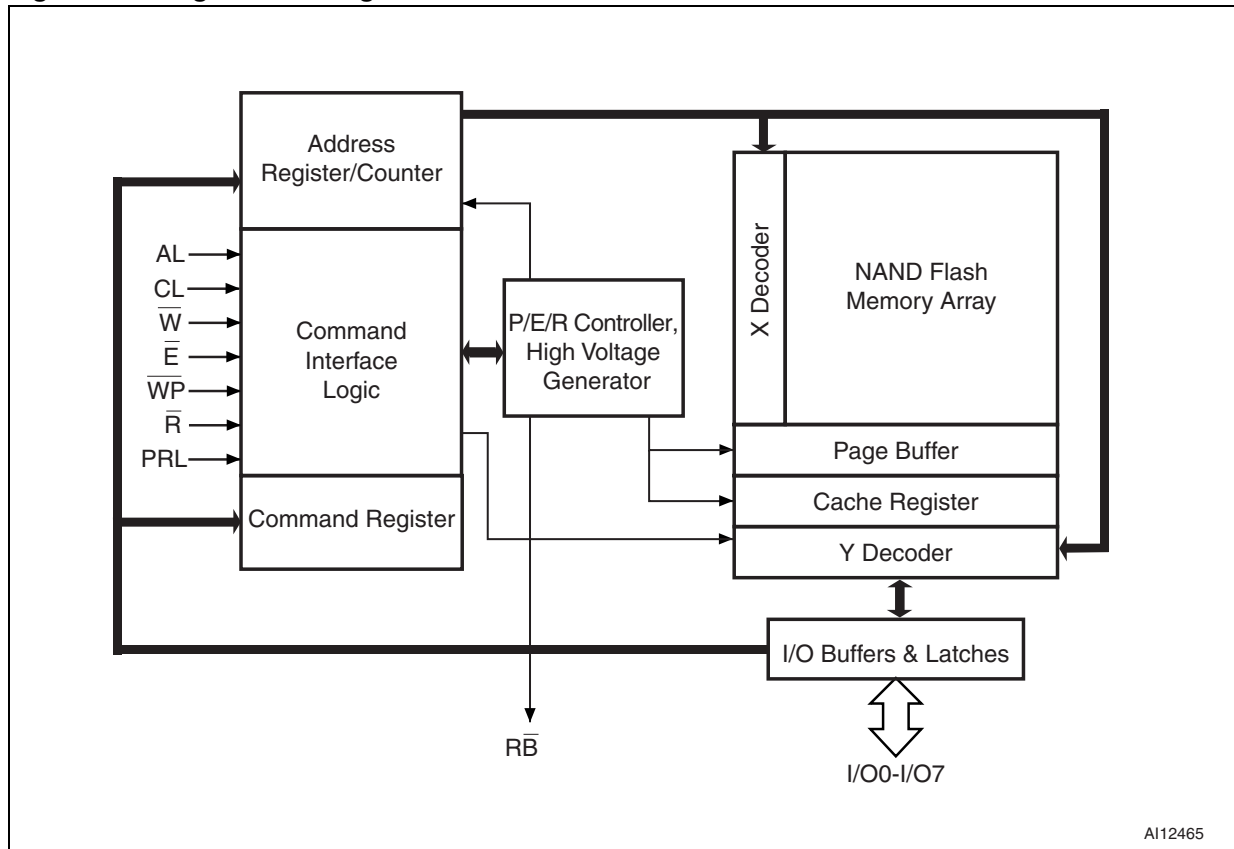 Address
Register/Counter
AL
CL
W̅
E̅
W̅P̅
R̅
PRL
Command
Interface
Logic
Command Register
P/E/R Controller,
High Voltage
Generator
X Decoder
NAND Flash
Memory Array
Page Buffer
Cache Register
Y Decoder
I/O Buffers & Latches
RB̅
I/O0-I/O7
AI12465